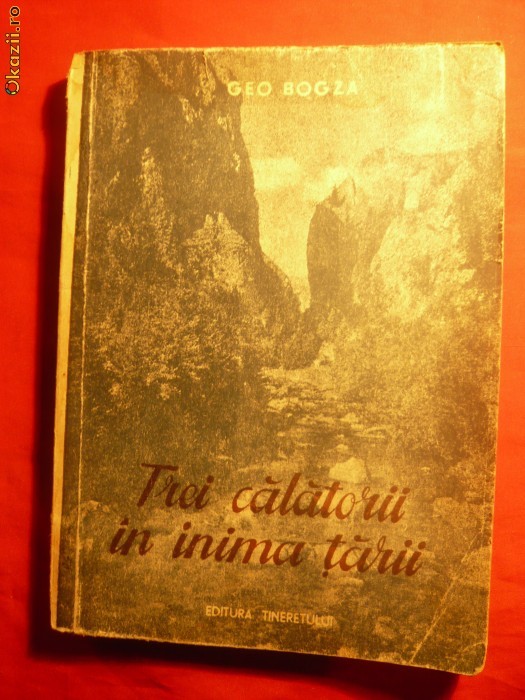 Okazii.ro
GEO BOGZA
Trei călătorii
în inima țării
EDITURA TINERETULUI